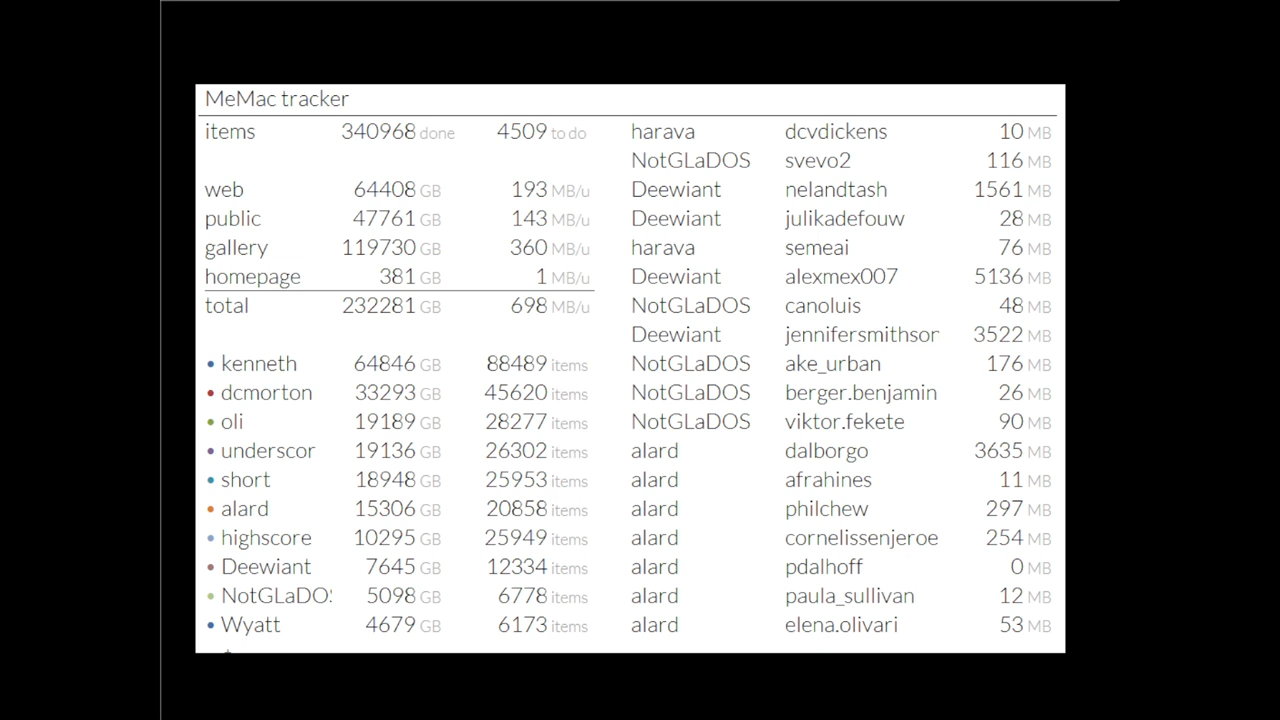 MeMac tracker
items 340968 done 4509 to do harava dcvdickens 10 MB
NotGLaDOS svevo2 116 MB
web 64408 GB 193 MB/u Deewiant nelandtash 1561 MB
public 47761 GB 143 MB/u Deewiant julikadefouw 28 MB
gallery 119730 GB 360 MB/u harava semeai 76 MB
homepage 381 GB 1 MB/u Deewiant alexmex007 5136 MB
total 232281 GB 698 MB/u NotGLaDOS canoluis 48 MB
Deewiant jennifersmithsor 3522 MB
• kenneth 64846 GB 88489 items NotGLaDOS ake_urban 176 MB
• dcmorton 33293 GB 45620 items NotGLaDOS berger.benjamin 26 MB
• oli 19189 GB 28277 items NotGLaDOS viktor.fekete 90 MB
• underscor 19136 GB 26302 items alard dalborgo 3635 MB
• short 18948 GB 25953 items alard afrahines 11 MB
• alard 15306 GB 20858 items alard philchew 297 MB
• highscore 10295 GB 25949 items alard cornelissenjeroe 254 MB
• Deewiant 7645 GB 12334 items alard pdalhoff 0 MB
• NotGLaDO 5098 GB 6778 items alard paula_sullivan 12 MB
• Wyatt 4679 GB 6173 items alard elena.olivari 53 MB